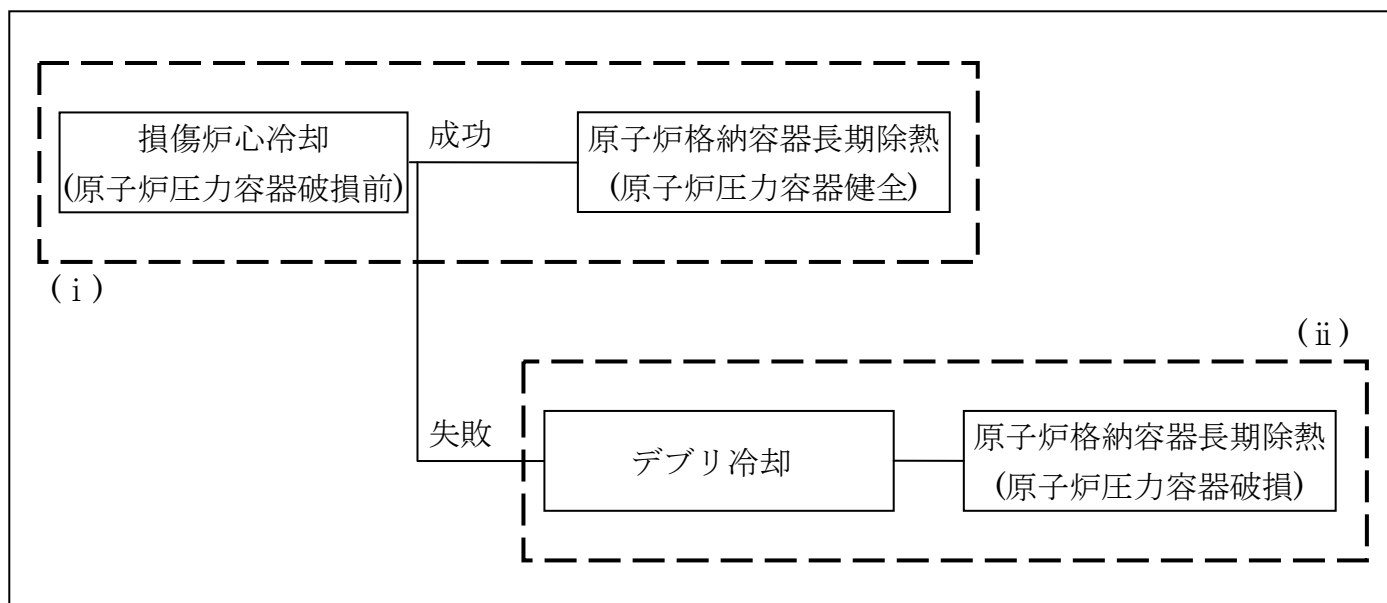 損傷炉心冷却
(原子炉圧力容器破損前)
成功
原子炉格納容器長期除熱
(原子炉圧力容器健全)
(ⅰ)
(ⅱ)
失敗
デブリ冷却
原子炉格納容器長期除熱
(原子炉圧力容器破損)